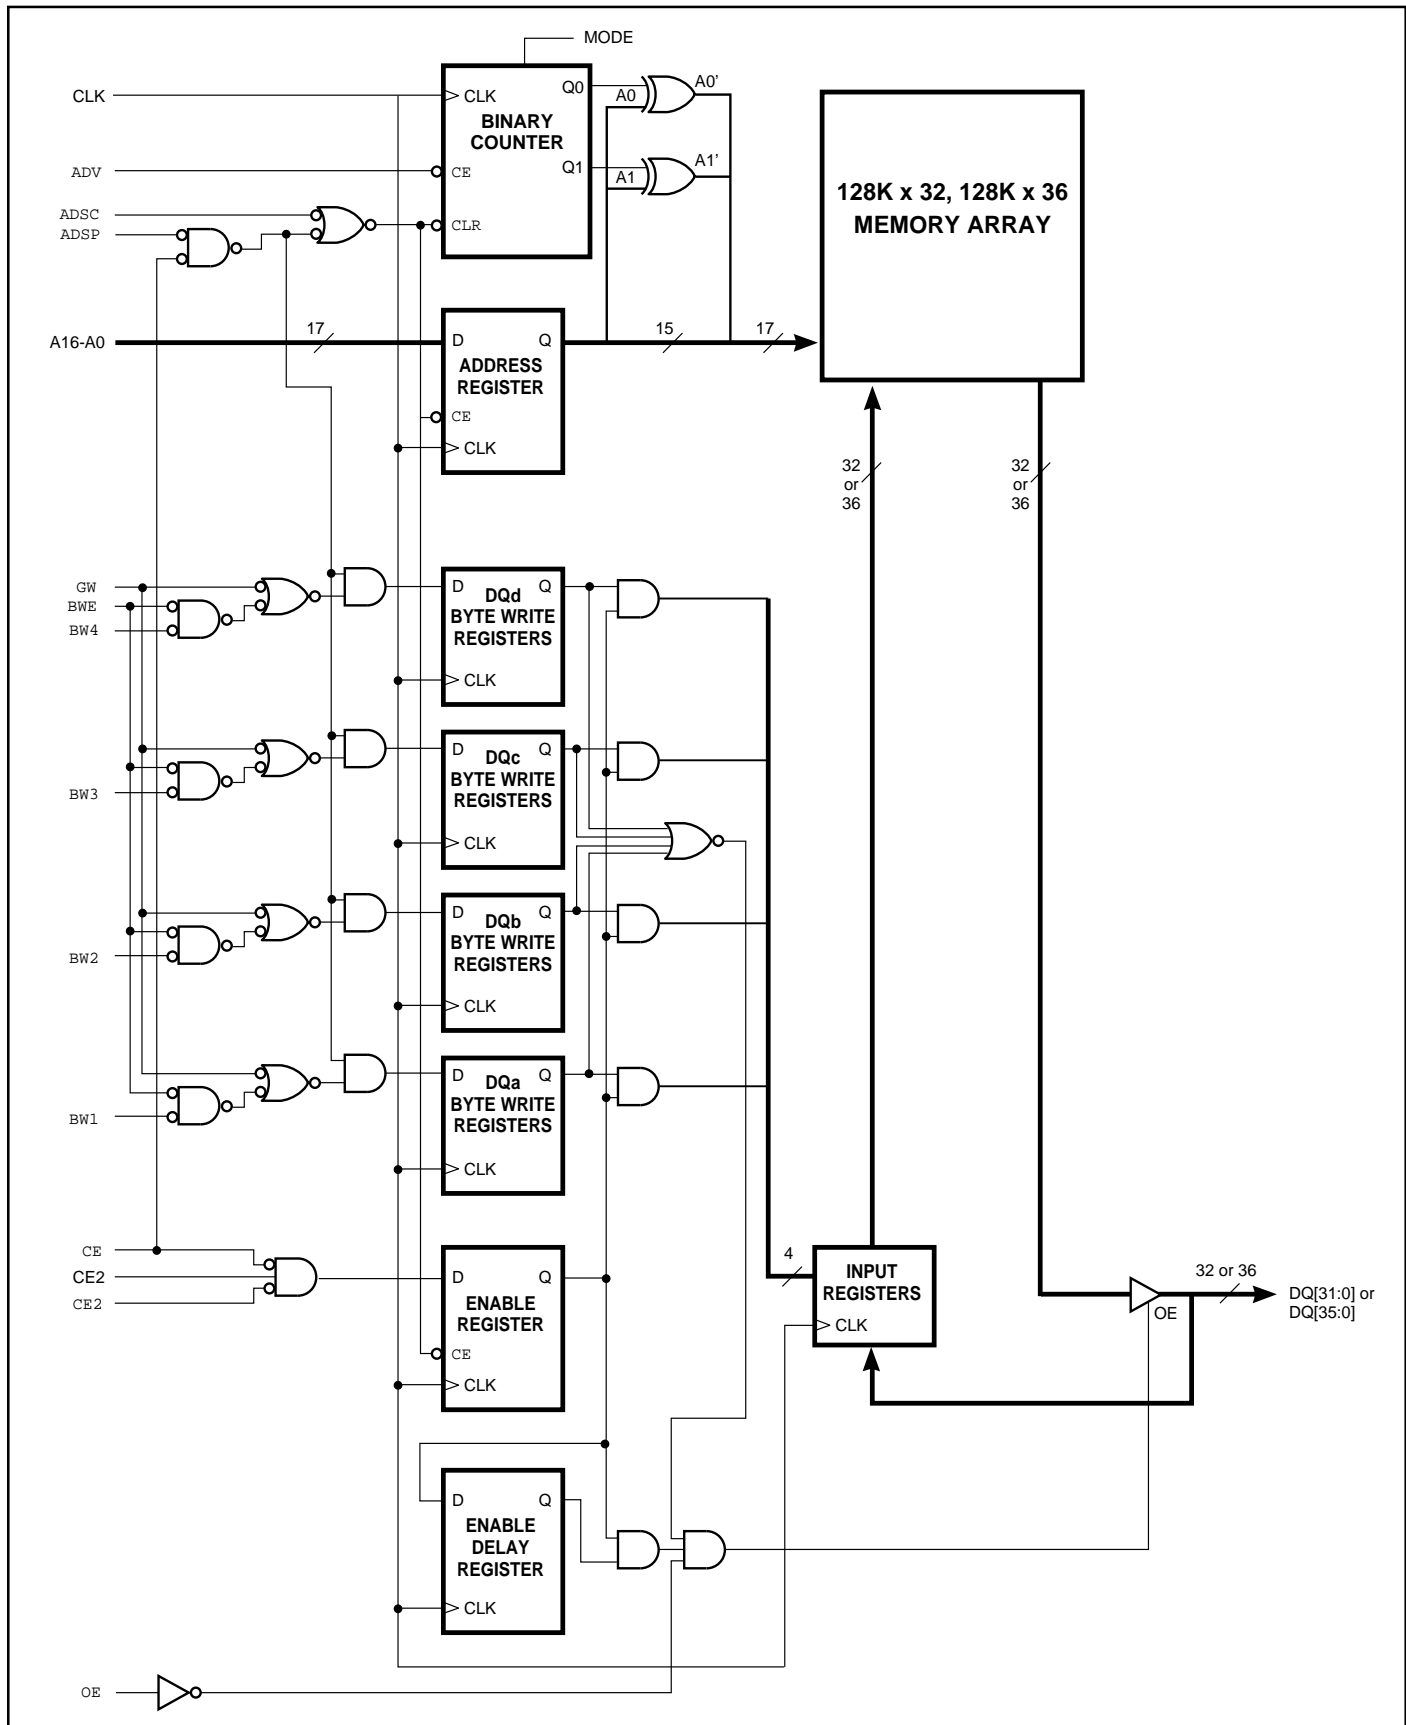 MODE
CLK
CLK
Q0
A0
A0'
BINARY
COUNTER
Q1
A1
A1'
ADV
CE
ADSC
ADSP
CLR
128K x 32, 128K x 36
MEMORY ARRAY
A16-A0
17
D
Q
15
17
ADDRESS
REGISTER
CE
CLK
32
or
36
32
or
36
GW
BWE
BW4
D
Q
DQd
BYTE WRITE
REGISTERS
CLK
BW3
D
Q
DQc
BYTE WRITE
REGISTERS
CLK
BW2
D
Q
DQb
BYTE WRITE
REGISTERS
CLK
BW1
D
Q
DQa
BYTE WRITE
REGISTERS
CLK
CE
CE2
CE2
D
Q
ENABLE
REGISTER
CE
CLK
4
INPUT
REGISTERS
CLK
OE
32 or 36
DQ[31:0] or
DQ[35:0]
D
Q
ENABLE
DELAY
REGISTER
CLK
OE